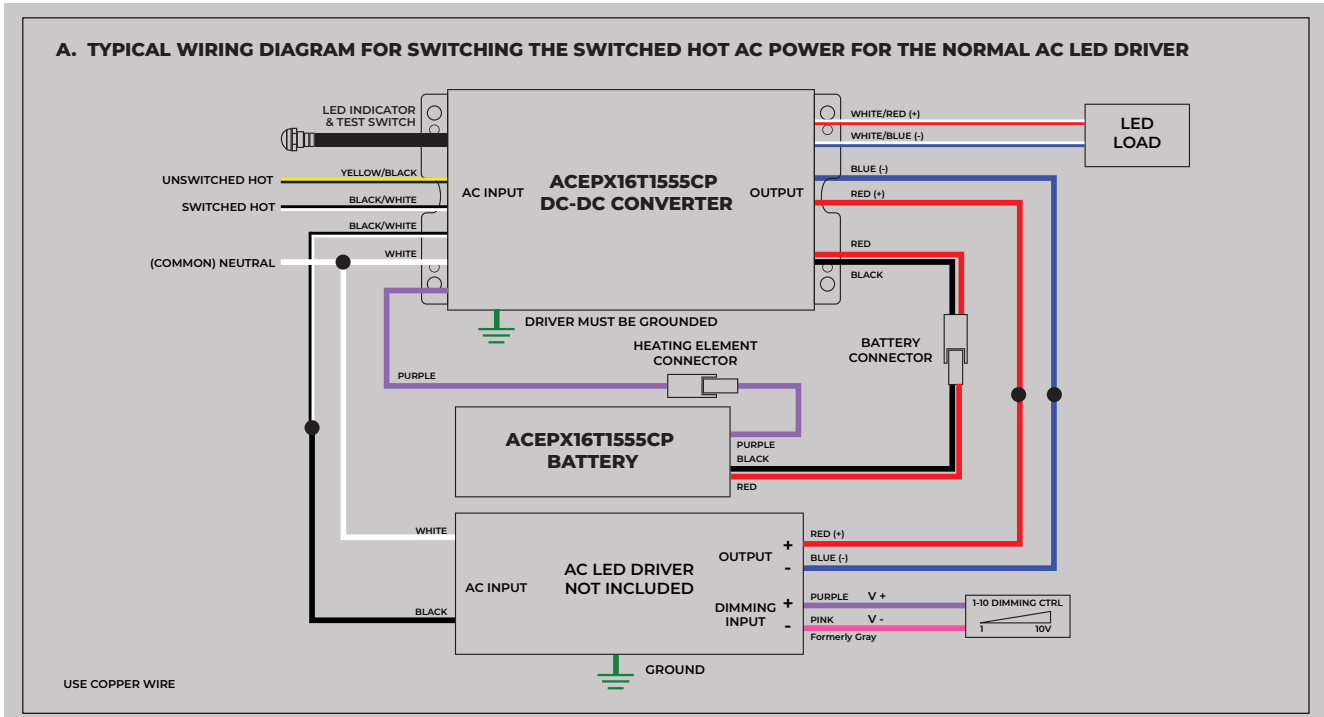 A. TYPICAL WIRING DIAGRAM FOR SWITCHING THE SWITCHED HOT AC POWER FOR THE NORMAL AC LED DRIVER
LED INDICATOR
& TEST SWITCH
UNSWITCHED HOT
YELLOW/BLACK
SWITCHED HOT
BLACK/WHITE
BLACK/WHITE
(COMMON) NEUTRAL
WHITE
AC INPUT
ACEPX16T1555CP
DC-DC CONVERTER
OUTPUT
WHITE/RED (+)
WHITE/BLUE (-)
LED
LOAD
BLUE (-)
RED (+)
RED
BLACK
DRIVER MUST BE GROUNDED
HEATING ELEMENT
CONNECTOR
BATTERY
CONNECTOR
PURPLE
ACEPX16T1555CP
BATTERY
PURPLE
BLACK
RED
WHITE
AC INPUT
BLACK
AC LED DRIVER
NOT INCLUDED
OUTPUT
+
-
DIMMING
INPUT
+
-
RED (+)
BLUE (-)
PURPLE V +
PINK V -
Formerly Gray
1-10 DIMMING CTRL
1 10V
GROUND
USE COPPER WIRE